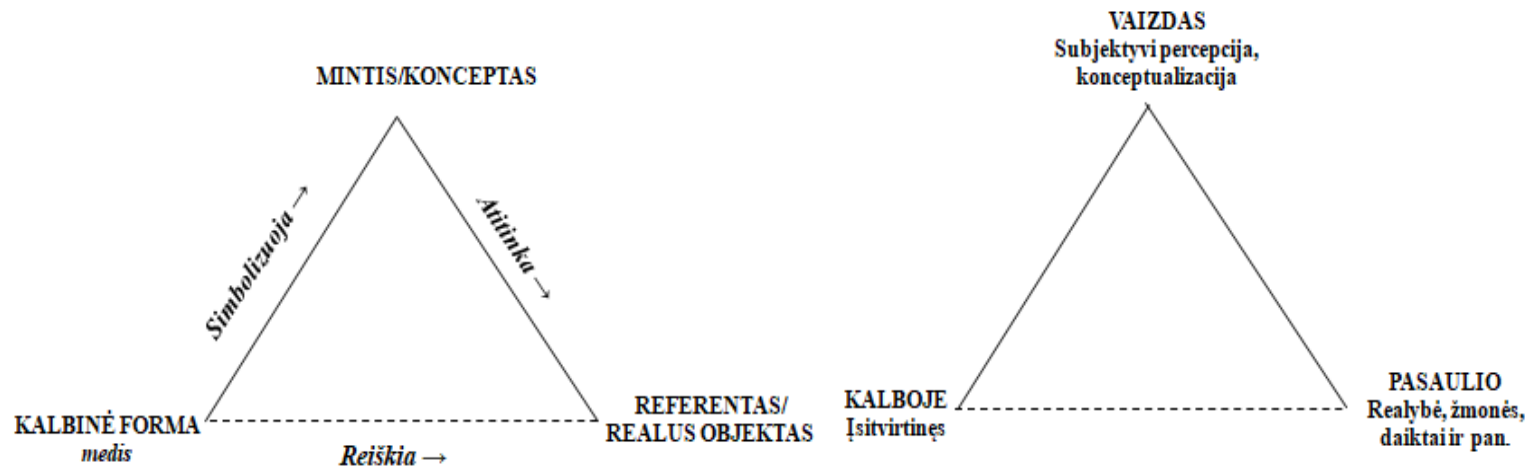 MINTIS/KONCEPTAS
Simbolizuoja →
Atitinka →
KALBINĖ FORMA
medis
Reiškia →
REFERENTAS/
REALUS OBJEKTAS
VAIZDAS
Subjektyvi percepcija,
konceptualizacija
KALBOJE
Įsitvirtinęs
PASAULIO
Realybė, žmonės,
daiktai ir pan.